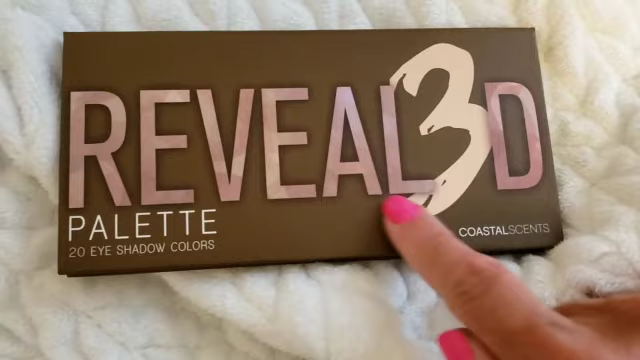 REVEAL3D
PALETTE
20 EYE SHADOW COLORS
COASTALSCENTS